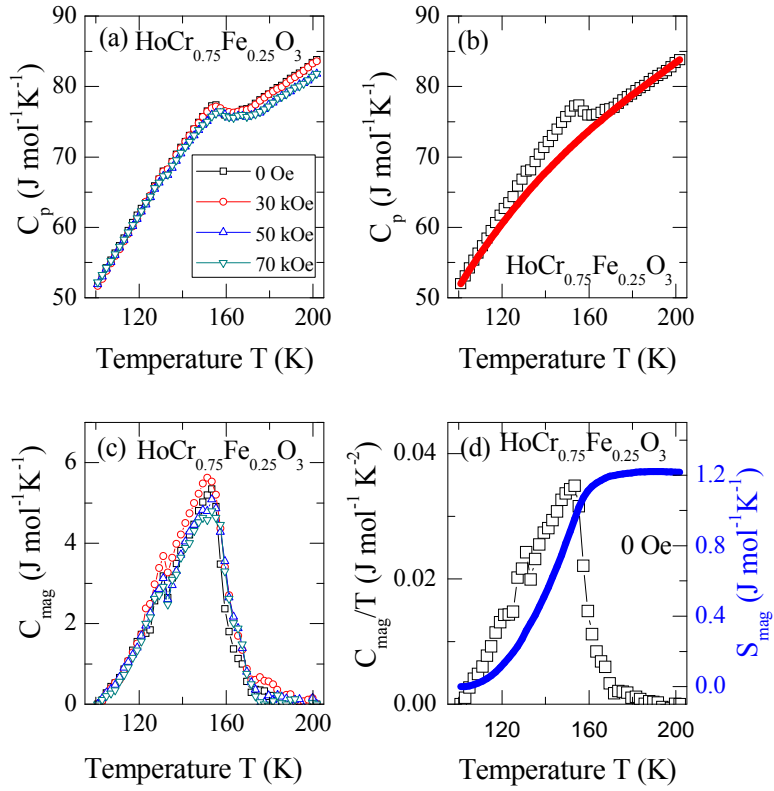 (a) HoCr0.75Fe0.25O3
90
80
70
60
50
Cp (J mol-1K-1)
0 Oe
30 kOe
50 kOe
70 kOe
120 160 200
Temperature T (K)
(b)
90
80
70
60
50
Cp (J mol-1K-1)
HoCr0.75Fe0.25O3
120 160 200
Temperature T (K)
(c) HoCr0.75Fe0.25O3
6
4
2
0
Cmag (J mol-1K-1)
120 160 200
Temperature T (K)
(d) HoCr0.75Fe0.25O3
0.04
0.02
0.00
Cmag/T (J mol-1 K-2)
0 Oe
1.2
0.8
0.4
0.0
Smag (J mol-1K-1)
120 160 200
Temperature T (K)